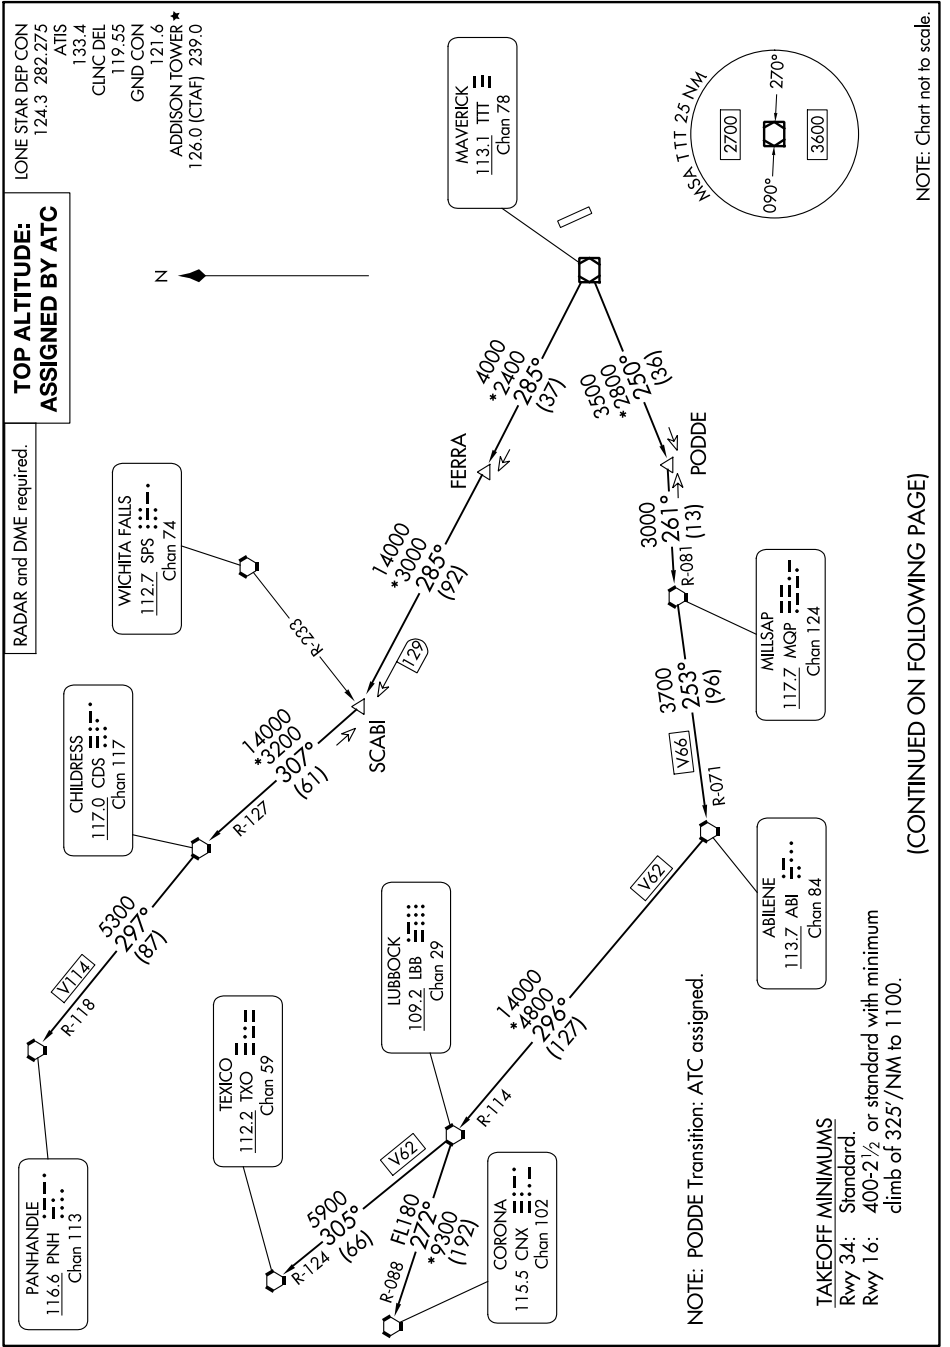 LONE STAR DEP CON
124.3 282.275
ATIS
133.4
CLNC DEL
119.55
GND CON
121.6
ADDISON TOWER★
126.0 (CTAF) 239.0
TOP ALTITUDE:
ASSIGNED BY ATC
RADAR and DME required.
N
MAVERICK
113.1 TTT
Chan 78
MSA TTT 25 NM
2700
270°
090°
3600
NOTE: Chart not to scale.
4000
*2400
285°
(37)
FERRA
14000
*3000
285°
(92)
129
WICHITA FALLS
112.7 SPS
Chan 74
R-233
SCABI
14000
*3200
307°
(61)
R-127
CHILDRESS
117.0 CDS
Chan 117
5300
297°
(87)
V114
R-118
PANHANDLE
116.6 PNH
Chan 113
3500
*2800
250°
(36)
PODDE
3000
261°
(13)
R-081
MILLSAP
117.7 MQP
Chan 124
3700
253°
(96)
V66
R-071
ABILENE
113.7 ABI
Chan 84
V62
14000
*4800
296°
(127)
R-114
LUBBOCK
109.2 LBB
Chan 29
V62
5900
305°
(66)
R-124
TEXICO
112.2 TXO
Chan 59
FL180
272°
*9300
(192)
R-088
CORONA
115.5 CNX
Chan 102
NOTE: PODDE Transition: ATC assigned.
TAKEOFF MINIMUMS
Rwy 34: Standard.
Rwy 16: 400-2½ or standard with minimum
climb of 325'/NM to 1100.
(CONTINUED ON FOLLOWING PAGE)